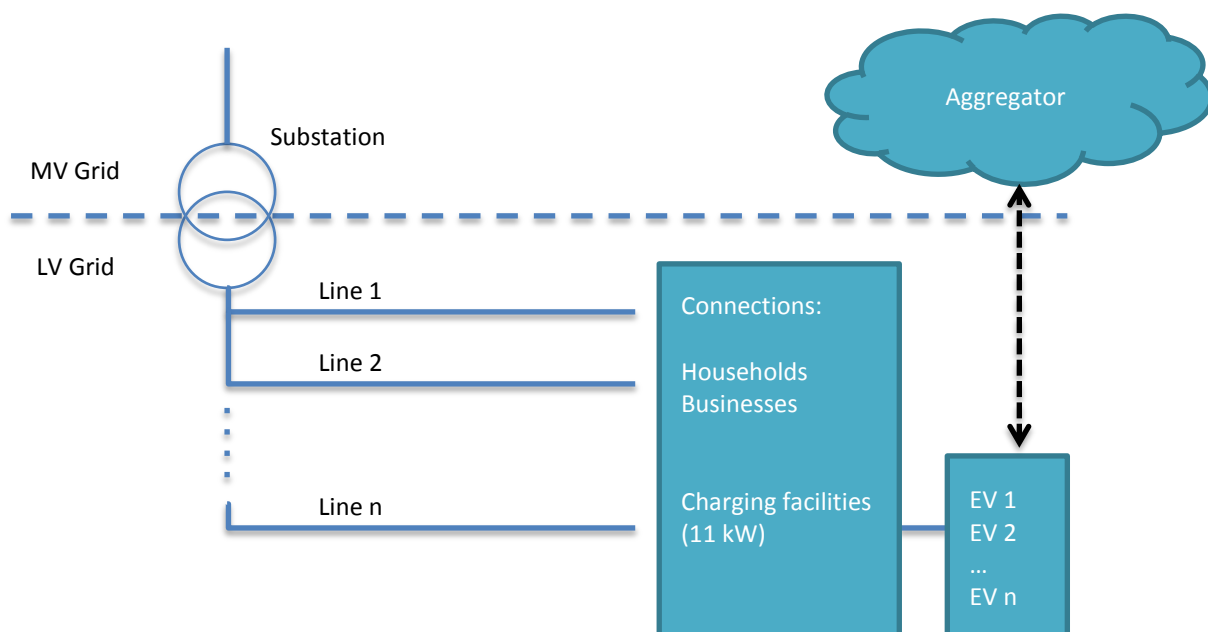 Aggregator
Substation
MV Grid
LV Grid
Line 1
Connections:
Line 2
Households
Businesses
Line n
Charging facilities
(11 kW)
EV 1
EV 2
...
EV n